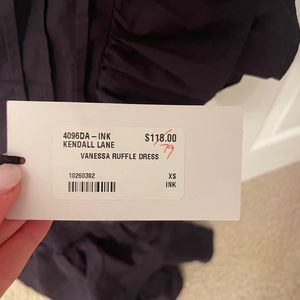 4096DA – INK $118.00
KENDALL LANE 79
VANESSA RUFFLE DRESS
10260392 XS
INK